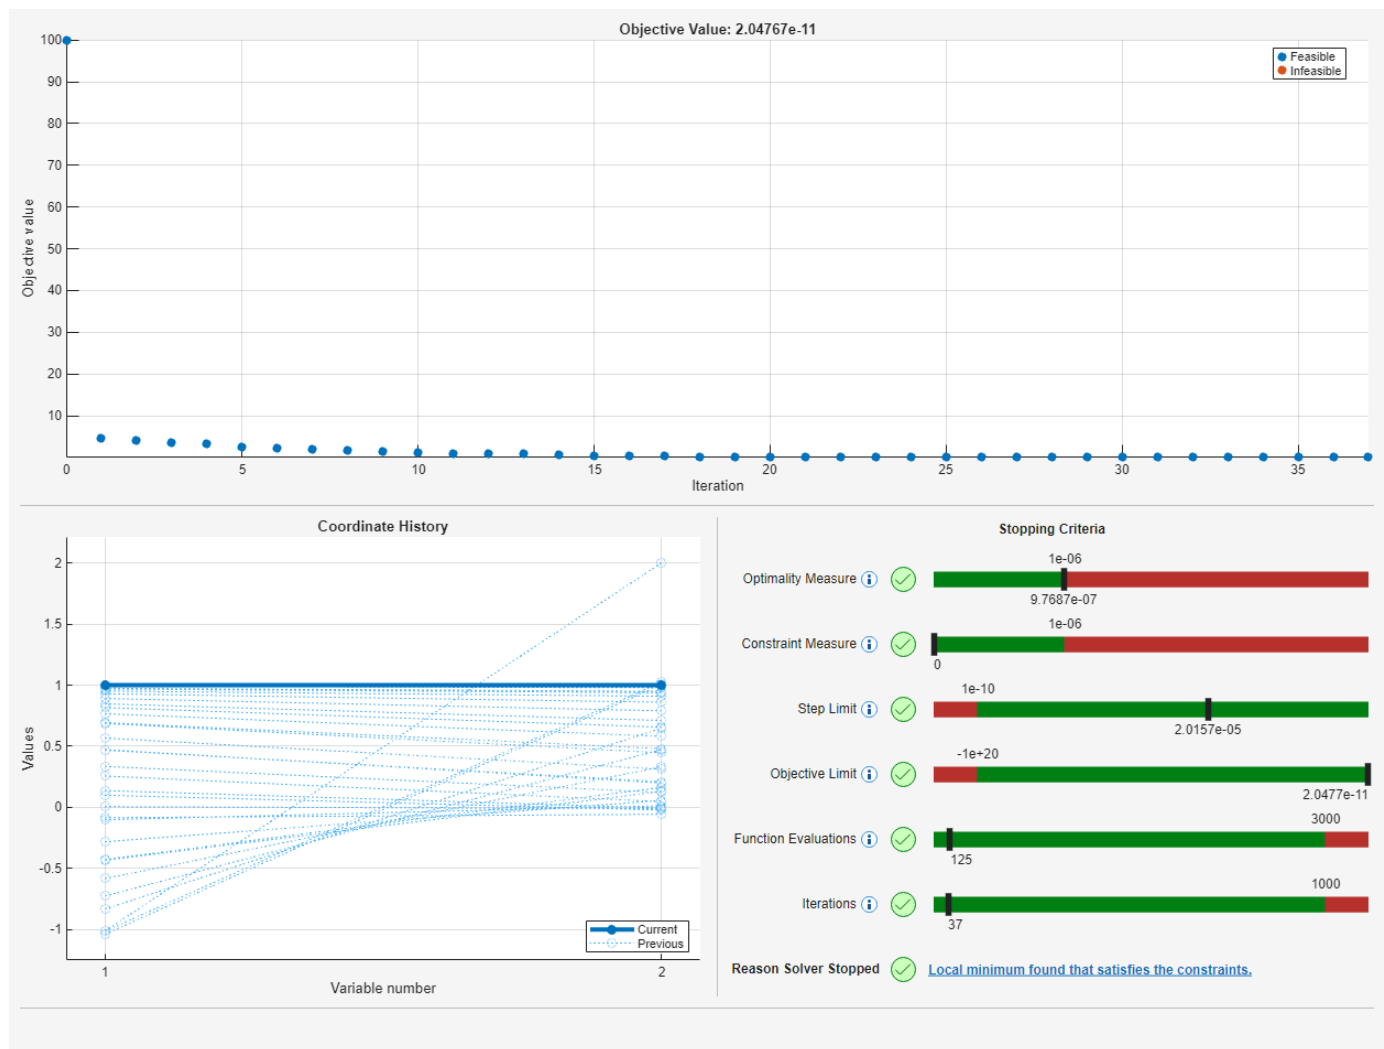 Objective Value: 2.04767e-11
100
90
80
70
60
50
40
30
20
10
Objective value
Feasible
Infeasible
0
5
10
15
20
25
30
35
Iteration
Coordinate History
2
1.5
1
0.5
0
-0.5
-1
Values
Current
Previous
1
2
Variable number
Stopping Criteria
1e-06
Optimality Measure
9.7687e-07
1e-06
Constraint Measure
0
1e-10
Step Limit
2.0157e-05
-1e+20
Objective Limit
2.0477e-11
3000
Function Evaluations
125
1000
Iterations
37
Reason Solver Stopped Local minimum found that satisfies the constraints.